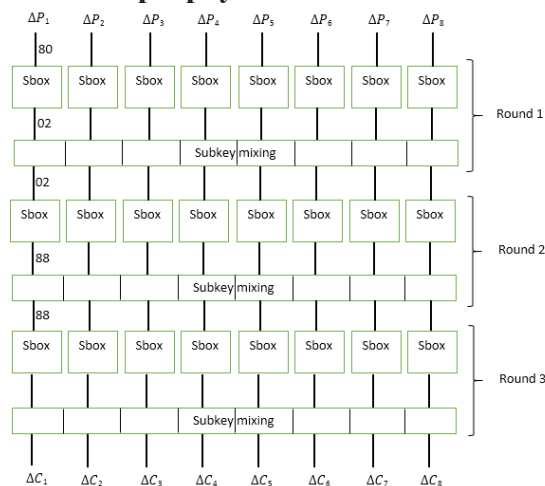 ΔP₁ ΔP₂ ΔP₃ ΔP₄ ΔP₅ ΔP₆ ΔP₇ ΔP₈
80
Sbox Sbox Sbox Sbox Sbox Sbox Sbox Sbox
Round 1
02
Subkey mixing
02
Sbox Sbox Sbox Sbox Sbox Sbox Sbox Sbox
Round 2
88
Subkey mixing
88
Sbox Sbox Sbox Sbox Sbox Sbox Sbox Sbox
Round 3
Subkey mixing
ΔC₁ ΔC₂ ΔC₃ ΔC₄ ΔC₅ ΔC₆ ΔC₇ ΔC₈